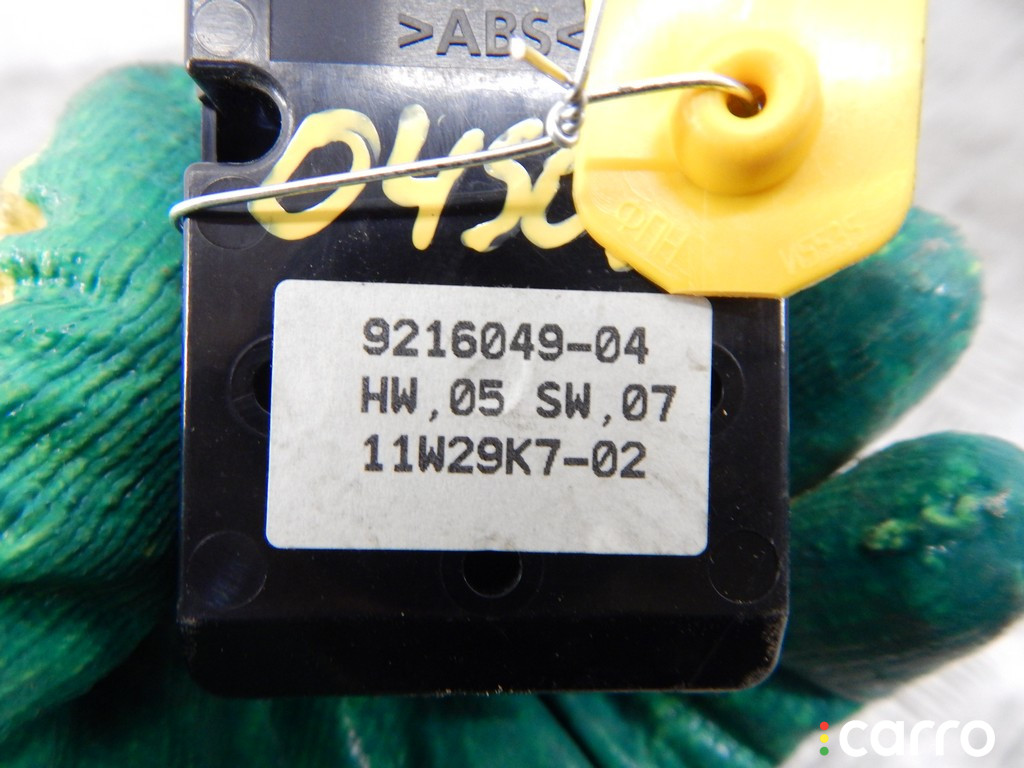 >ABS<
9216049-04
HW,05 SW,07
11W29K7-02
carro